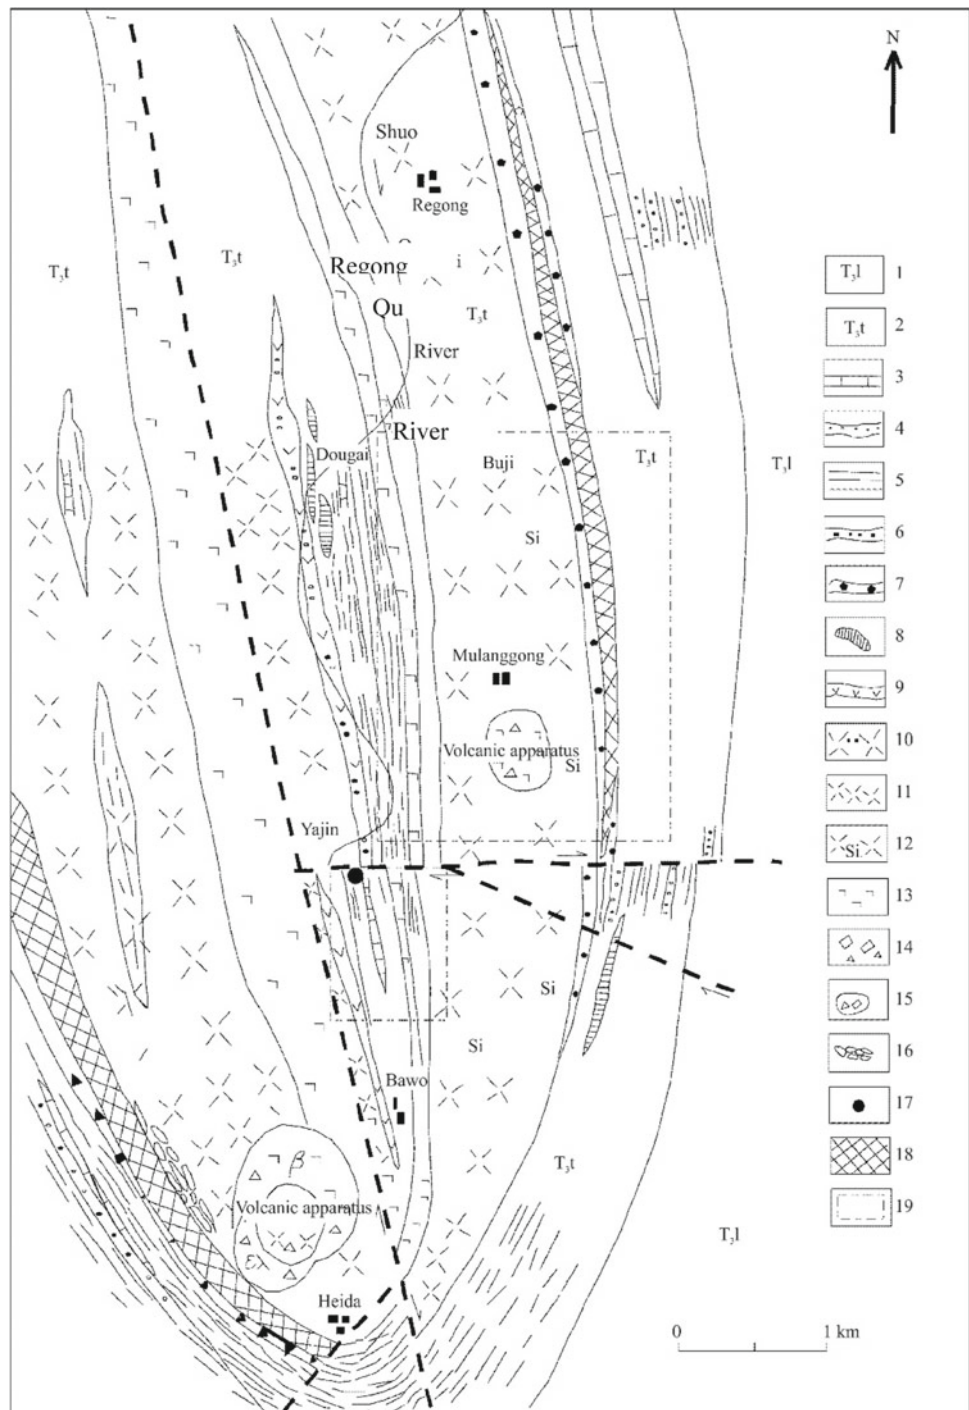 N
Shuo
Regong
T₃t
T₃t
Regong
i
T₃l 1
Qu
T₃t
T₃t 2
River
3
River
4
Dougai
Buji
T₃t
T₃l
5
Si
6
7
8
Mulanggong
9
Volcanic apparatus
Si
10
11
Yajin
Si 12
13
14
Si
15
Si
16
Bawo
17
β
T₃t
18
Volcanic apparatus
19
T₃l
Heida
0 1 km